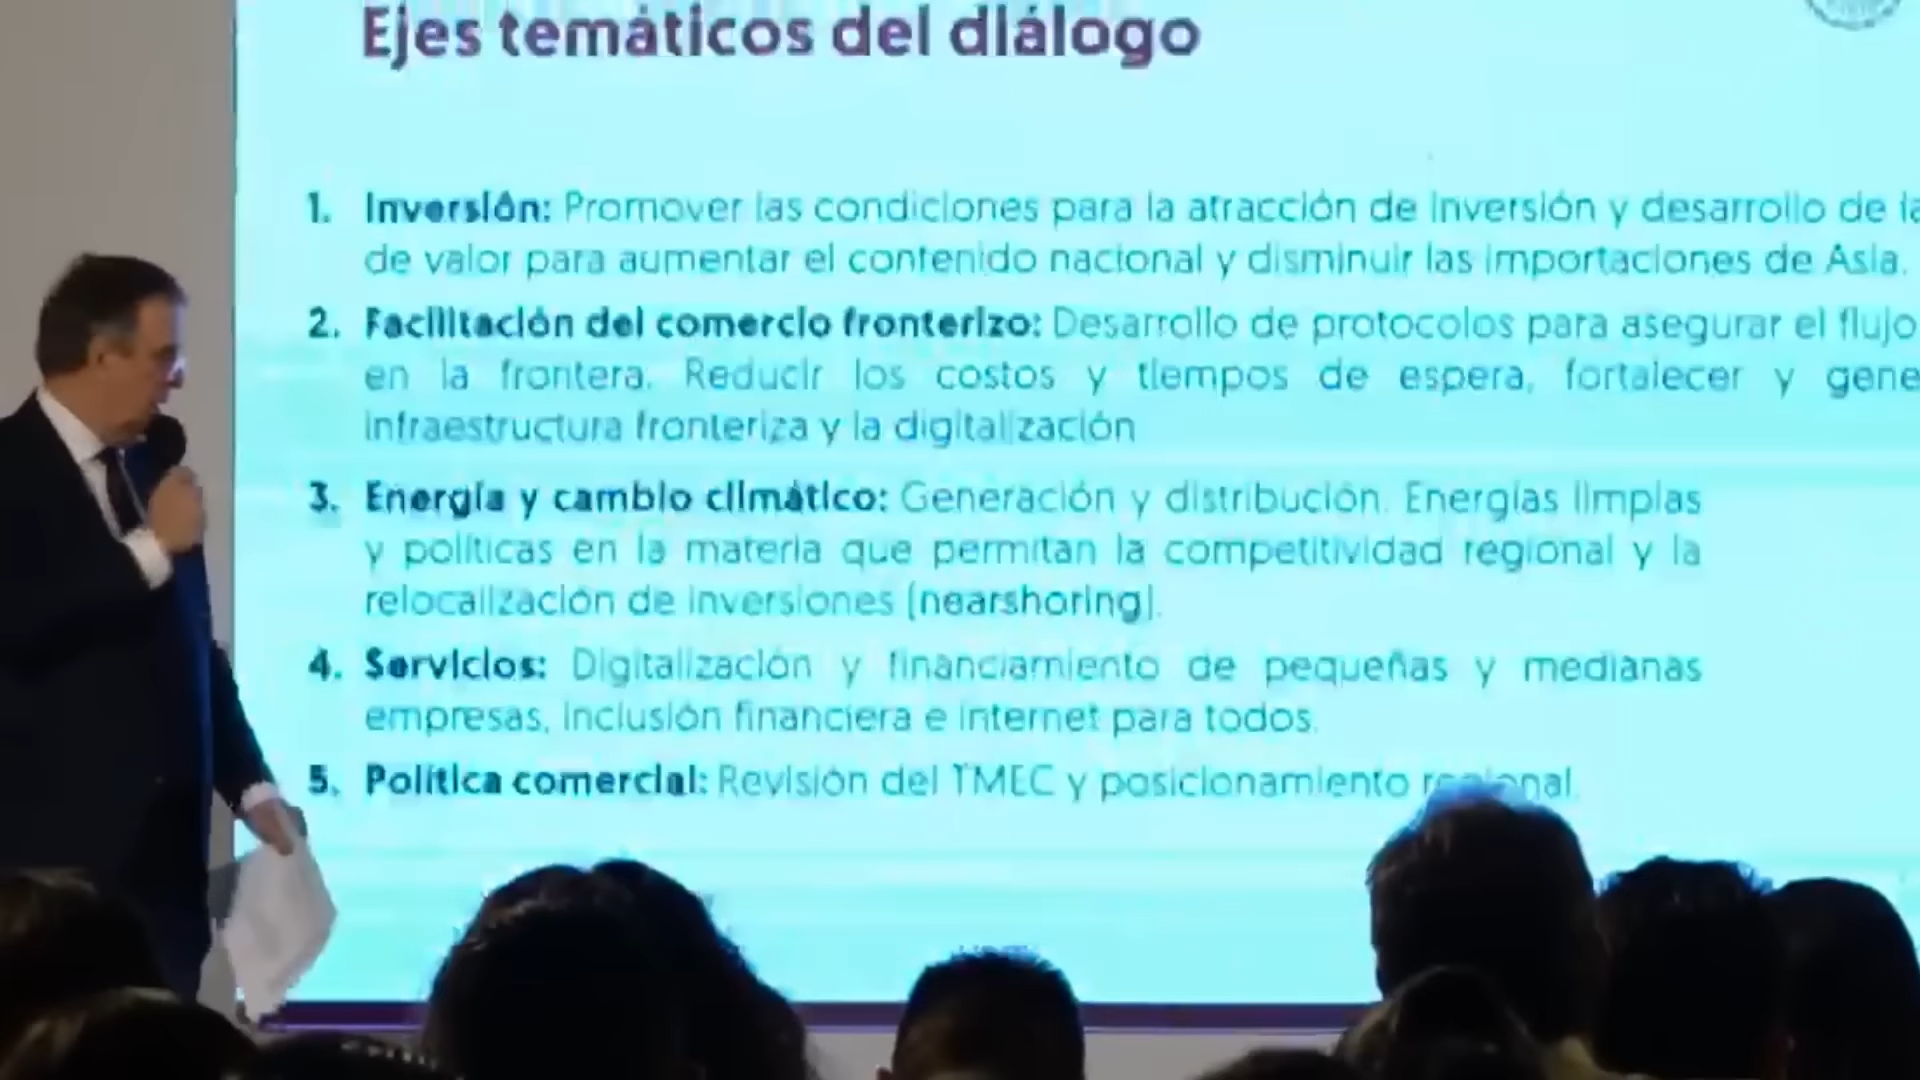 Ejes temáticos del diálogo
1. Inversión: Promover las condiciones para la atracción de inversión y desarrollo de
de valor para aumentar el contenido nacional y disminuir las importaciones de Asia.
2. Facilitación del comercio fronterizo: Desarrollo de protocolos para asegurar el flujo
en la frontera. Reducir los costos y tiempos de espera, fortalecer y gene
infraestructura fronteriza y la digitalización
3. Energía y cambio climático: Generación y distribución. Energías limpias
y políticas en la materia que permitan la competitividad regional y la
relocalización de inversiones (nearshoring).
4. Servicios: Digitalización y financiamiento de pequeñas y medianas
empresas, inclusión financiera e internet para todos.
5. Política comercial: Revisión del TMEC y posicionamiento regional.